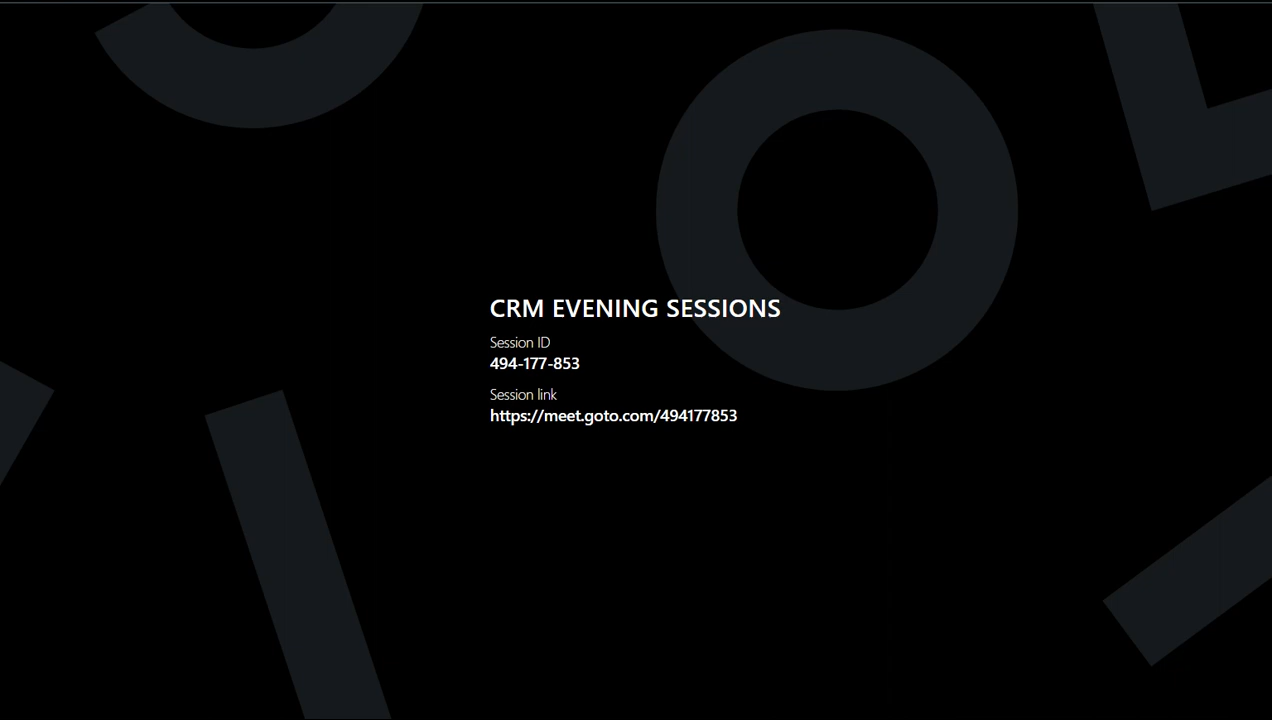 CRM EVENING SESSIONS
Session ID
494-177-853
Session link
https://meet.goto.com/494177853